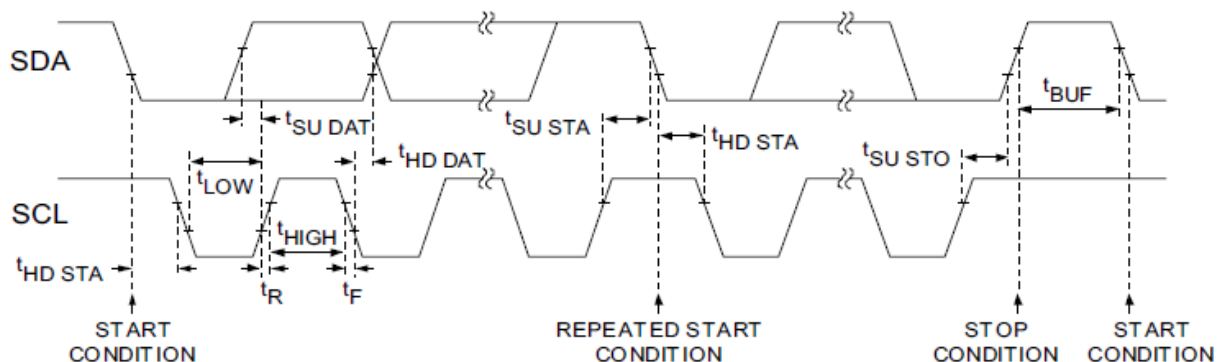 SDA
tSU DAT
tHD DAT
tSU STA
tHD STA
tBUF
tSU STO
tLOW
SCL
tHIGH
tHD STA
tR
tF
START
CONDITION
REPEATED START
CONDITION
STOP
CONDITION
START
CONDITION